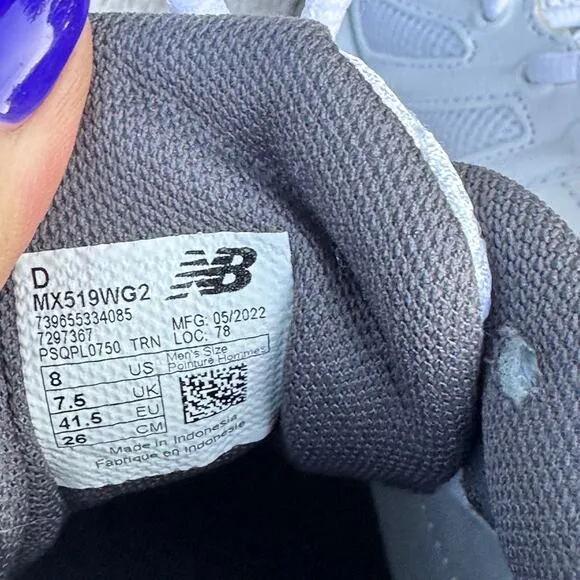 D
MX519WG2
NB
739655334085
7297367
PSQPL0750 TRN
MFG: 05/2022
LOC: 78
Men's Size
Pointure Hommes
8 US
7.5 UK
41.5 EU
26 CM
Made in Indonesia
Fabriqué en Indonésie